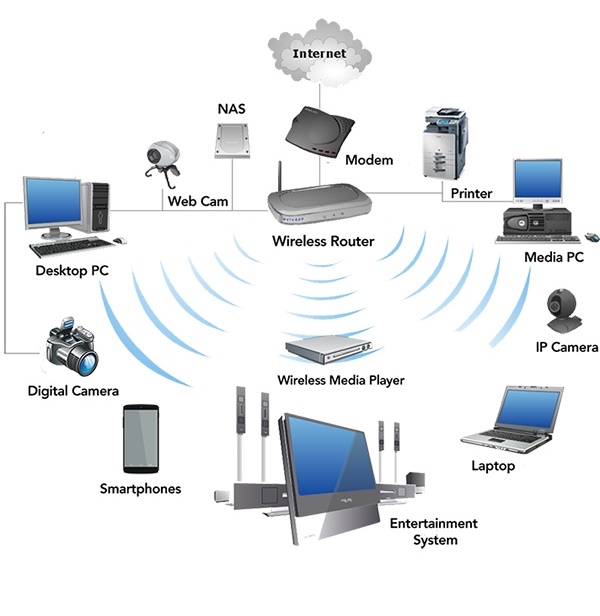 Internet
NAS
Modem
Web Cam
Printer
Wireless Router
Desktop PC
Media PC
IP Camera
Digital Camera
Wireless Media Player
Laptop
Smartphones
Entertainment
System